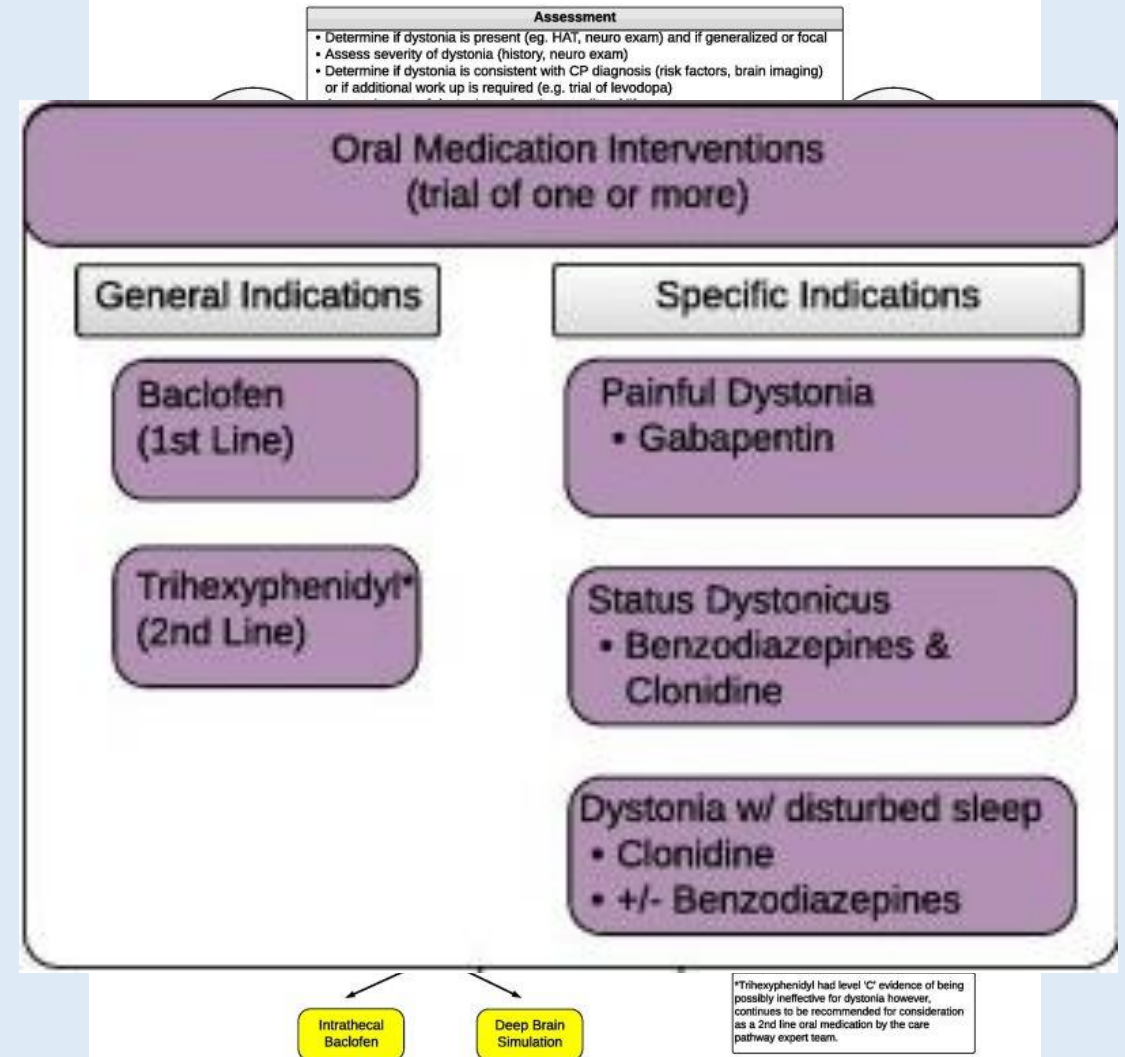 Assessment
• Determine if dystonia is present (eg. HAT, neuro exam) and if generalized or focal
• Assess severity of dystonia (history, neuro exam)
• Determine if dystonia is consistent with CP diagnosis (risk factors, brain imaging)
or if additional work up is required (e.g. trial of levodopa)
Oral Medication Interventions
(trial of one or more)
General Indications
Baclofen
(1st Line)
Trihexyphenidyl*
(2nd Line)
Specific Indications
Painful Dystonia
• Gabapentin
Status Dystonicus
• Benzodiazepines &
Clonidine
Dystonia w/ disturbed sleep
• Clonidine
• +/- Benzodiazepines
Intrathecal
Baclofen
Deep Brain
Simulation
*Trihexyphenidyl had level 'C' evidence of being
possibly ineffective for dystonia however,
continues to be recommended for consideration
as a 2nd line oral medication by the care
pathway expert team.